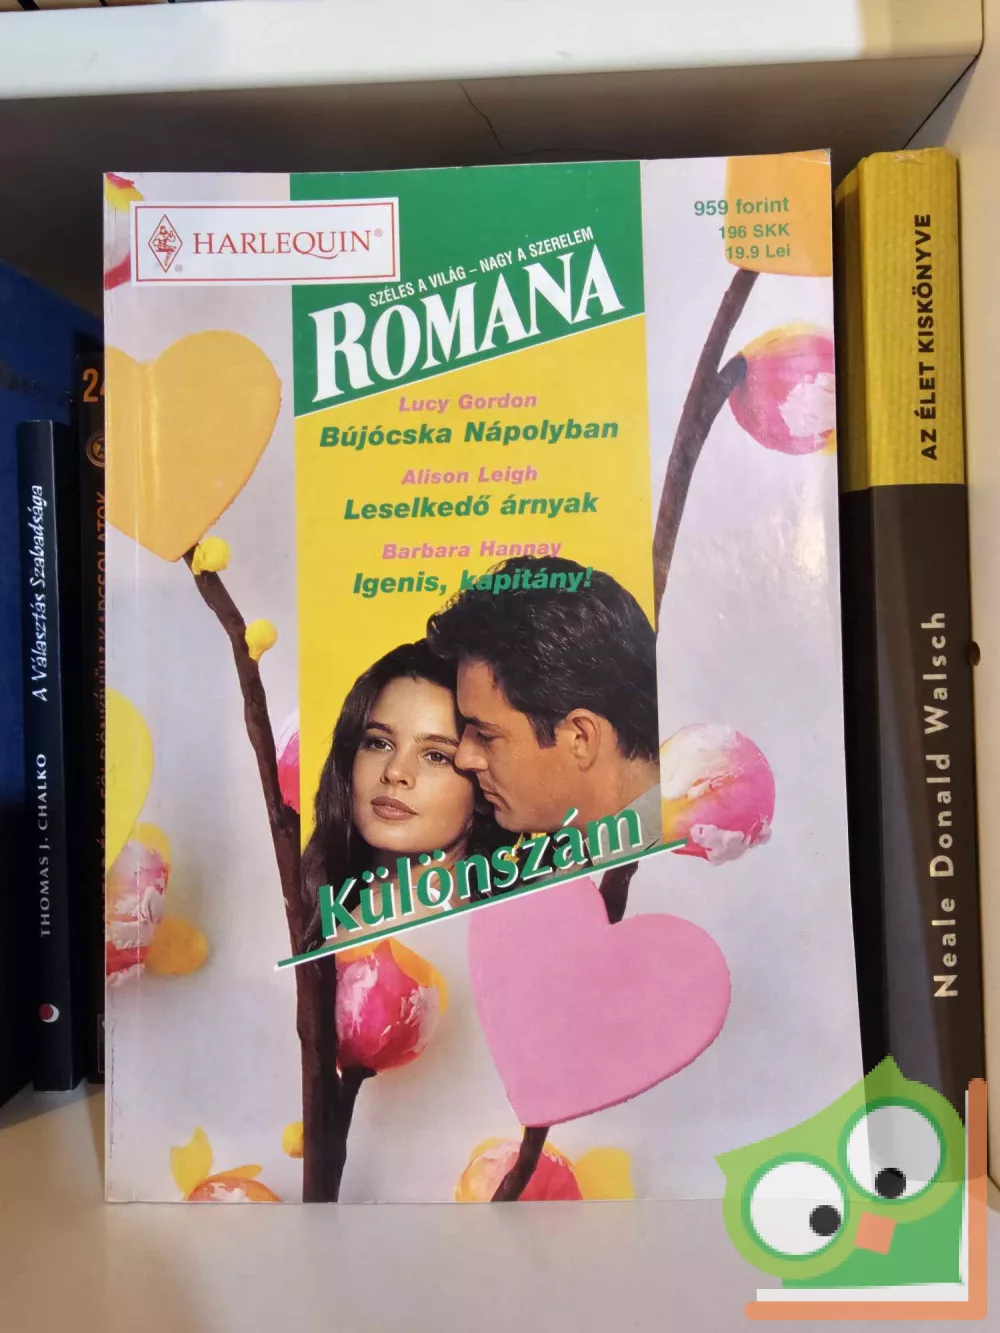 HARLEQUIN®
SZÉLES A VILÁG – NAGY A SZERELEM
ROMANA
959 forint
196 SKK
19.9 Lei
Lucy Gordon
Bújócska Nápolyban
Alison Leigh
Leselkedő árnyak
Barbara Hannay
Igenis, kapitány!
Különszám
THOMAS J. CHALKO
A Választás Szabadsága
24
KAPCSOLATOK
Neale Donald Walsch
AZ ÉLET KISKÖNYVE